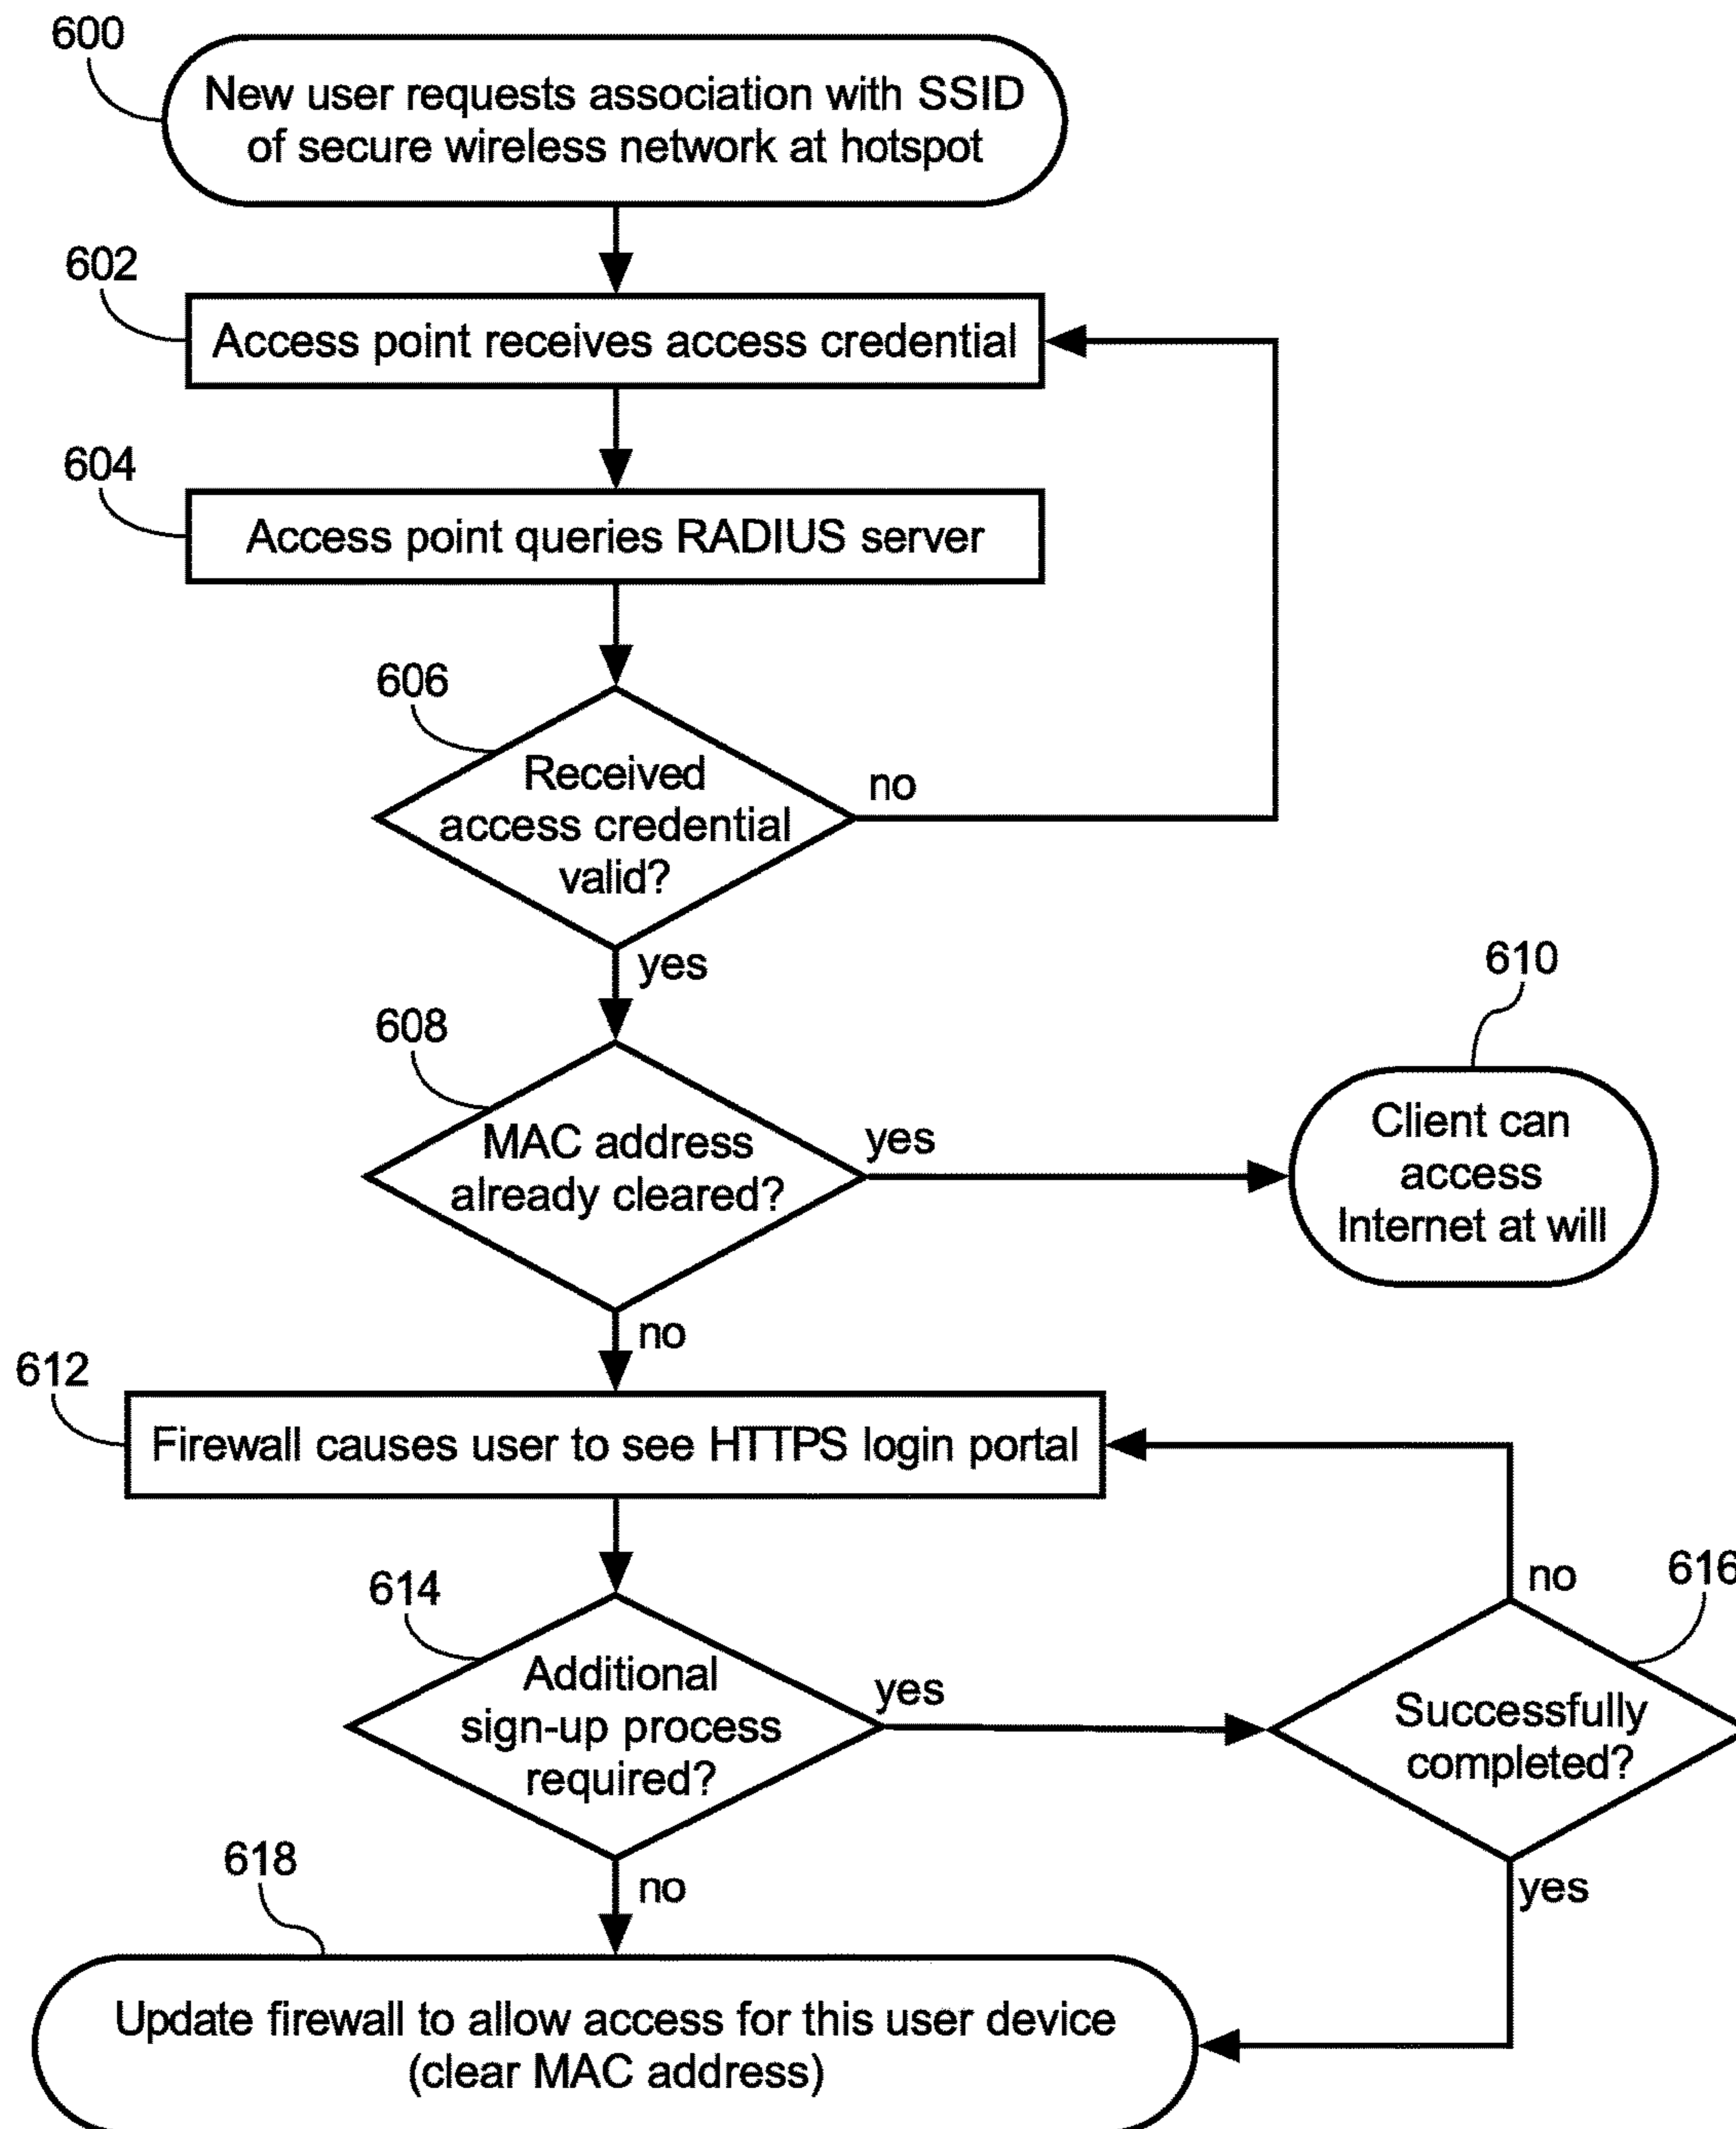 600
New user requests association with SSID
of secure wireless network at hotspot
602
Access point receives access credential
604
Access point queries RADIUS server
606
Received
access credential
valid?
no
yes
608
MAC address
already cleared?
yes
610
Client can
access
Internet at will
no
612
Firewall causes user to see HTTPS login portal
614
Additional
sign-up process
required?
yes
no
616
Successfully
completed?
no
yes
618
Update firewall to allow access for this user device
(clear MAC address)